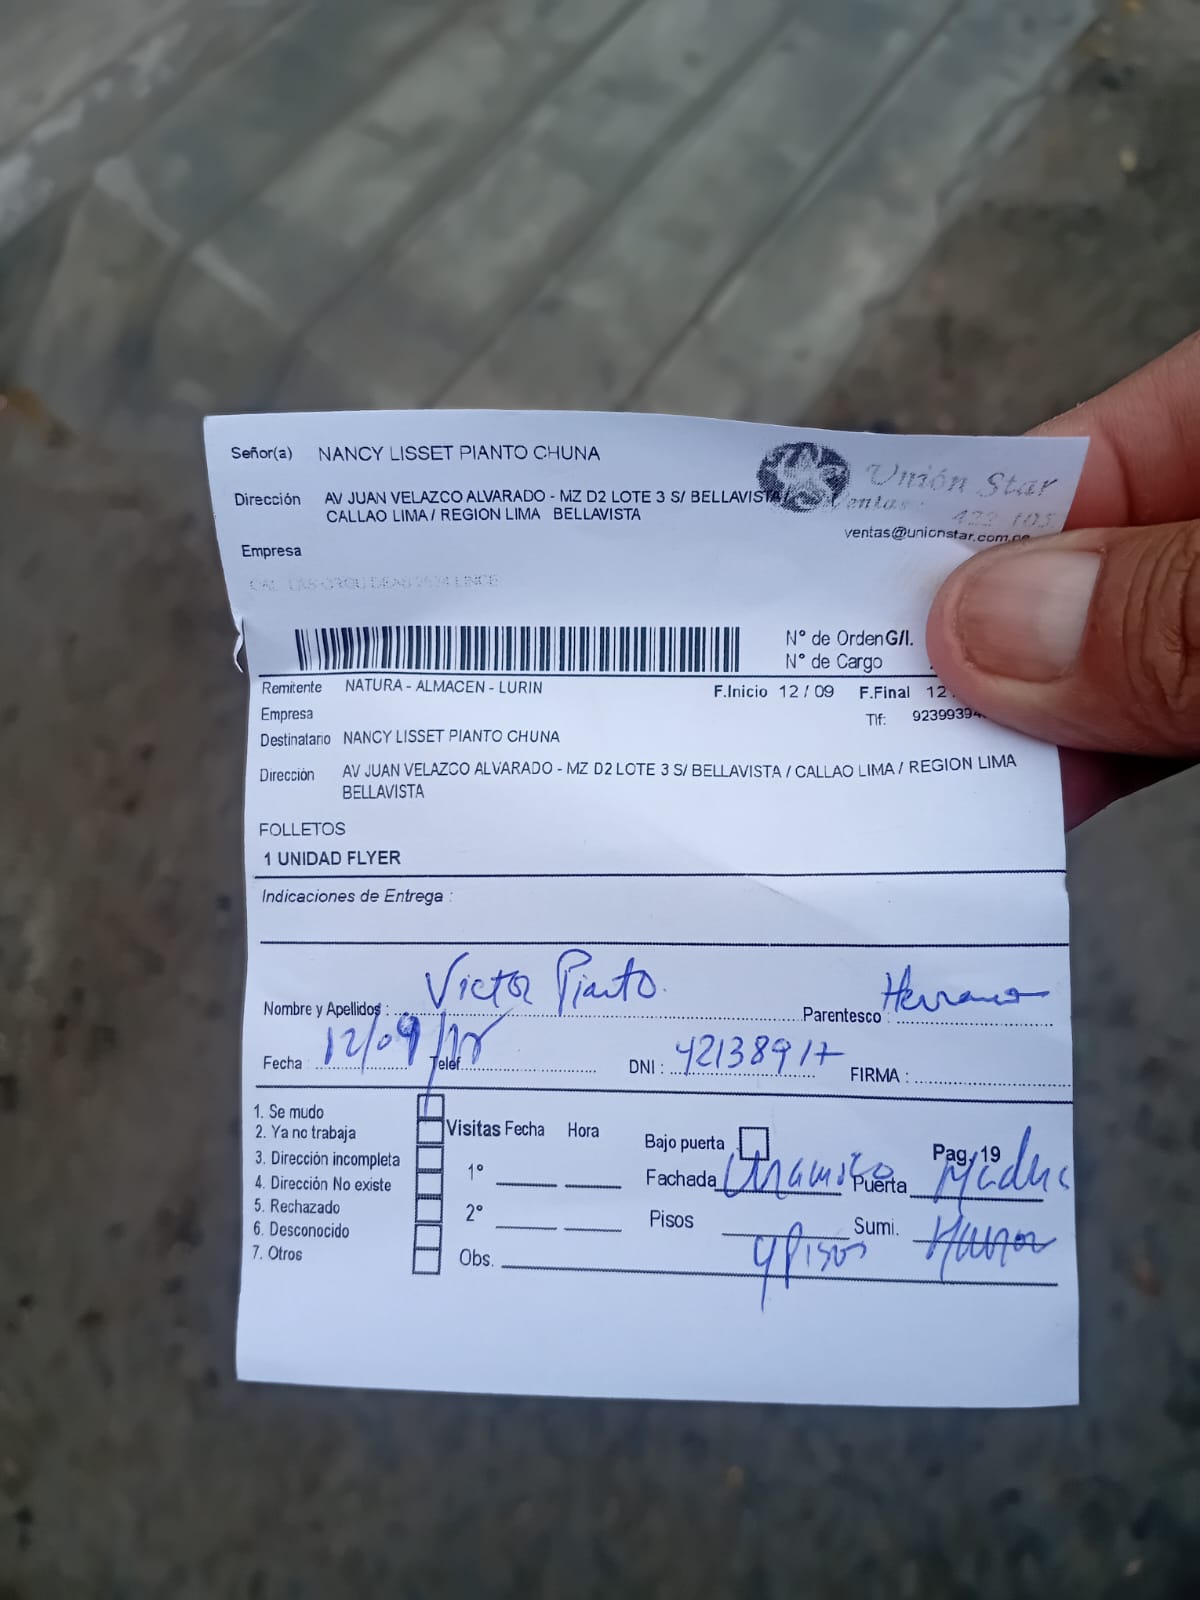 Señor(a) NANCY LISSET PIANTO CHUNA
Unión Star
Dirección AV JUAN VELAZCO ALVARADO - MZ D2 LOTE 3 S/ BELLAVISTA /
Ventas:
CALLAO LIMA / REGION LIMA BELLAVISTA
ventas@unionstar.com.pe
Empresa
N° de Orden G/I.
N° de Cargo
Remitente NATURA - ALMACEN - LURIN F.Inicio 12 / 09 F.Final 12
Empresa
Tlf: 9239939
Destinatario NANCY LISSET PIANTO CHUNA
Dirección AV JUAN VELAZCO ALVARADO - MZ D2 LOTE 3 S/ BELLAVISTA / CALLAO LIMA / REGION LIMA
BELLAVISTA
FOLLETOS
1 UNIDAD FLYER
Indicaciones de Entrega :
Nombre y Apellidos : Victor Pianto Parentesco : Hermano
Fecha : 12/09/ Telef. DNI : 42138917 FIRMA :
1. Se mudo
2. Ya no trabaja
3. Dirección incompleta
4. Dirección No existe
5. Rechazado
6. Desconocido
7. Otros
Visitas Fecha Hora
1°
2°
Obs.
Bajo puerta Pag, 19
Fachada Puerta
Pisos 4 Pisos Sumi.